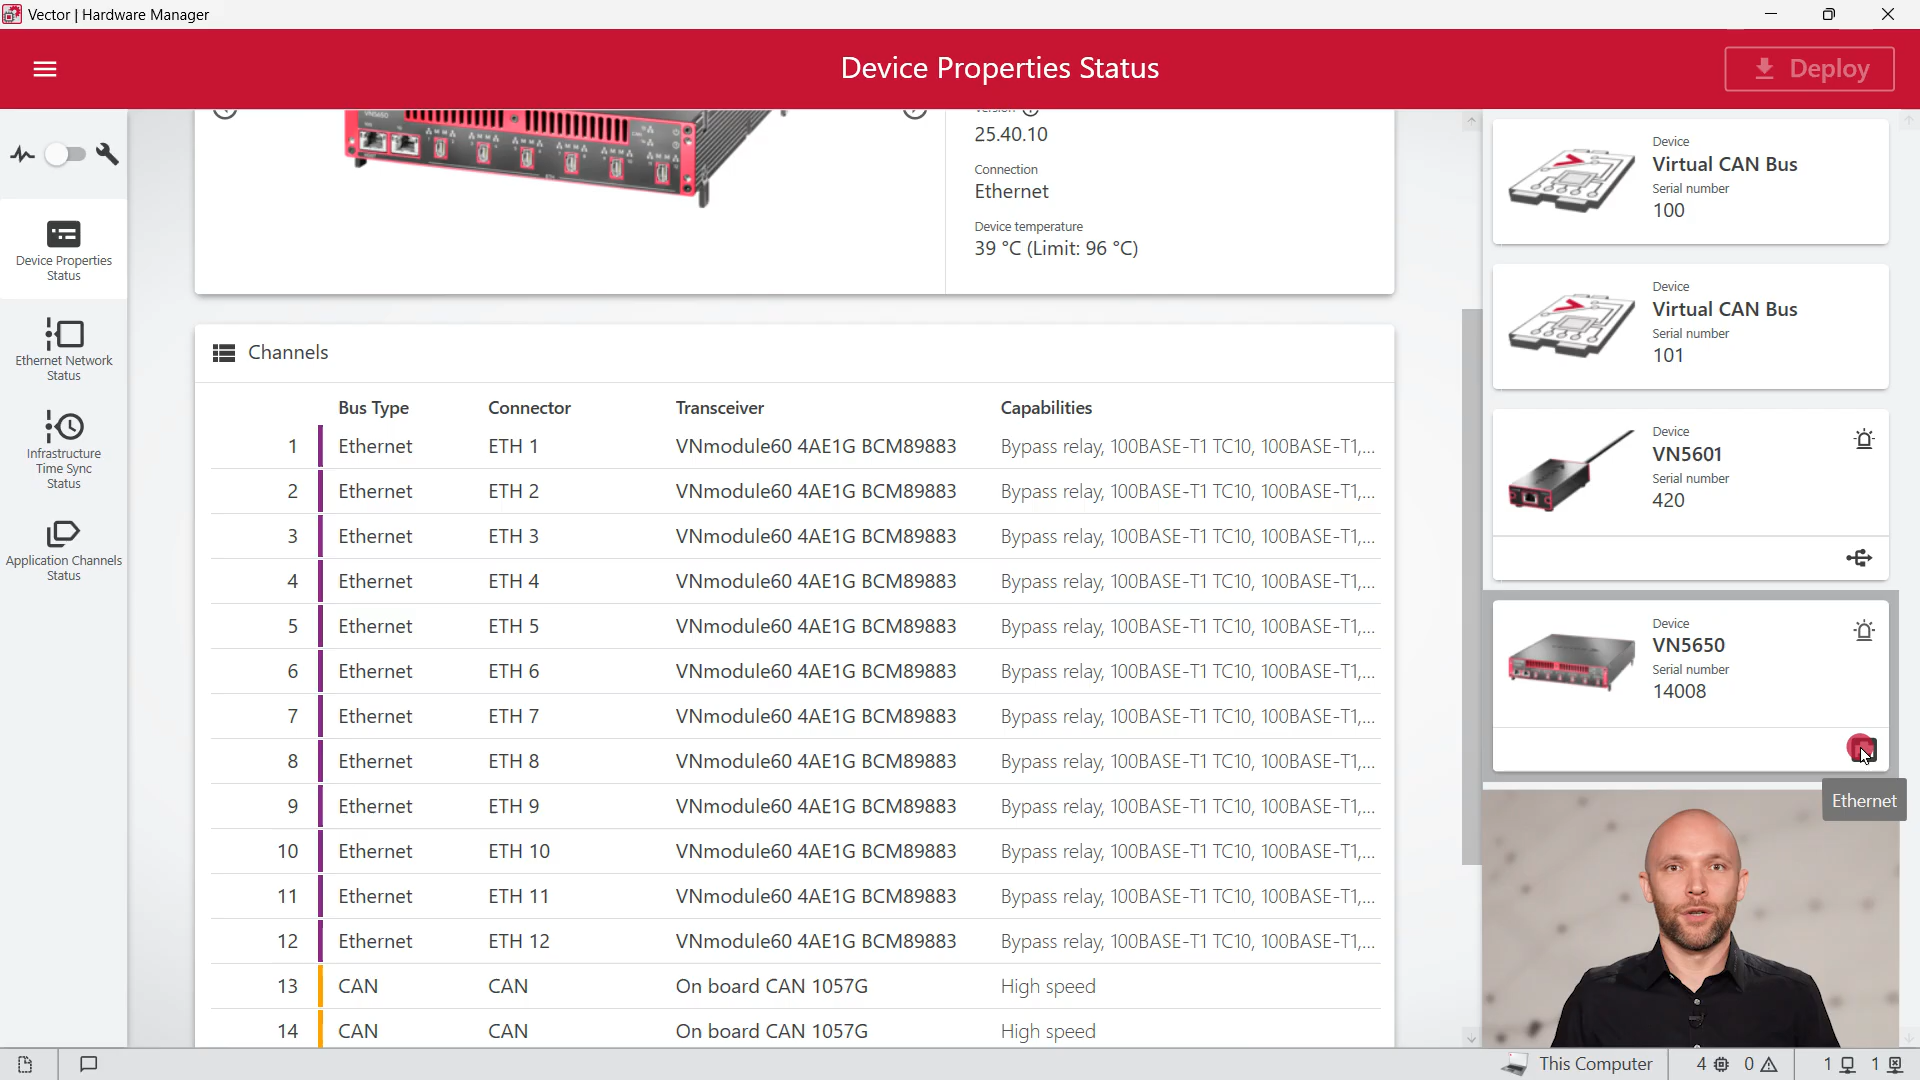 Vector | Hardware Manager
Device Properties Status
Deploy
25.40.10
Connection
Ethernet
Device temperature
39 °C (Limit: 96 °C)
Device Properties
Status
Ethernet Network
Status
Infrastructure
Time Sync
Status
Application Channels
Status
Channels
Bus Type Connector Transceiver Capabilities
1 Ethernet ETH 1 VNmodule60 4AE1G BCM89883 Bypass relay, 100BASE-T1 TC10, 100BASE-T1,...
2 Ethernet ETH 2 VNmodule60 4AE1G BCM89883 Bypass relay, 100BASE-T1 TC10, 100BASE-T1,...
3 Ethernet ETH 3 VNmodule60 4AE1G BCM89883 Bypass relay, 100BASE-T1 TC10, 100BASE-T1,...
4 Ethernet ETH 4 VNmodule60 4AE1G BCM89883 Bypass relay, 100BASE-T1 TC10, 100BASE-T1,...
5 Ethernet ETH 5 VNmodule60 4AE1G BCM89883 Bypass relay, 100BASE-T1 TC10, 100BASE-T1,...
6 Ethernet ETH 6 VNmodule60 4AE1G BCM89883 Bypass relay, 100BASE-T1 TC10, 100BASE-T1,...
7 Ethernet ETH 7 VNmodule60 4AE1G BCM89883 Bypass relay, 100BASE-T1 TC10, 100BASE-T1,...
8 Ethernet ETH 8 VNmodule60 4AE1G BCM89883 Bypass relay, 100BASE-T1 TC10, 100BASE-T1,...
9 Ethernet ETH 9 VNmodule60 4AE1G BCM89883 Bypass relay, 100BASE-T1 TC10, 100BASE-T1,...
10 Ethernet ETH 10 VNmodule60 4AE1G BCM89883 Bypass relay, 100BASE-T1 TC10, 100BASE-T1,...
11 Ethernet ETH 11 VNmodule60 4AE1G BCM89883 Bypass relay, 100BASE-T1 TC10, 100BASE-T1,...
12 Ethernet ETH 12 VNmodule60 4AE1G BCM89883 Bypass relay, 100BASE-T1 TC10, 100BASE-T1,...
13 CAN CAN On board CAN 1057G High speed
14 CAN CAN On board CAN 1057G High speed
Device
Virtual CAN Bus
Serial number
100
Device
Virtual CAN Bus
Serial number
101
Device
VN5601
Serial number
420
Device
VN5650
Serial number
14008
Ethernet
This Computer 4 0 1 1